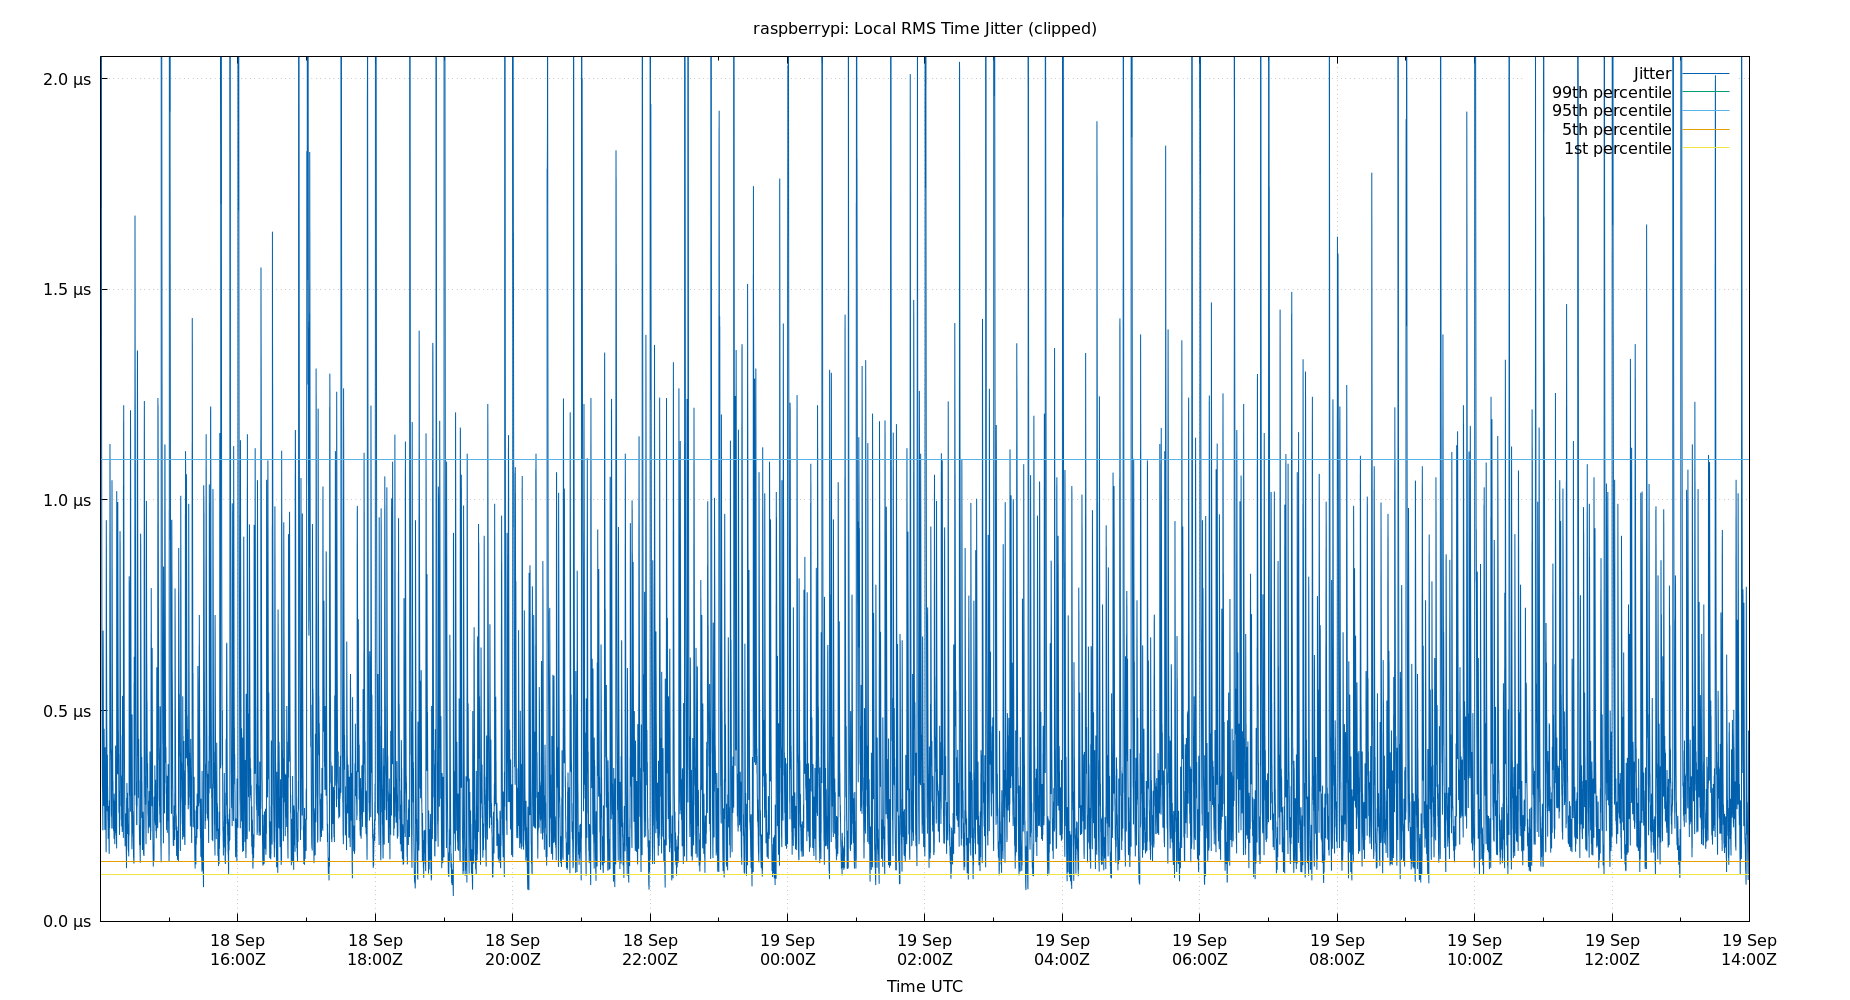 raspberrypi: Local RMS Time Jitter (clipped)
2.0 μs
1.5 μs
1.0 μs
0.5 μs
0.0 μs
Jitter
99th percentile
95th percentile
5th percentile
1st percentile
18 Sep
16:00Z
18 Sep
18:00Z
18 Sep
20:00Z
18 Sep
22:00Z
19 Sep
00:00Z
19 Sep
02:00Z
19 Sep
04:00Z
19 Sep
06:00Z
19 Sep
08:00Z
19 Sep
10:00Z
19 Sep
12:00Z
19 Sep
14:00Z
Time UTC